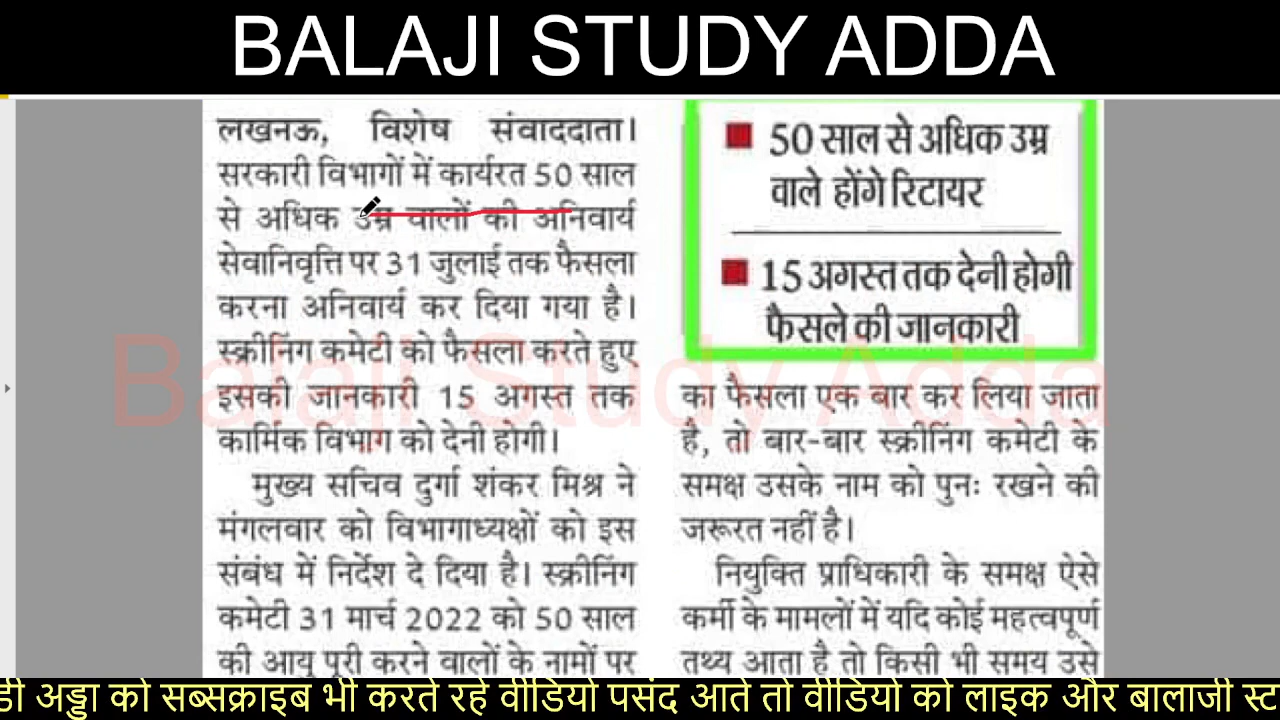 BALAJI STUDY ADDA
लखनऊ, विशेष संवाददाता।
सरकारी विभागों में कार्यरत 50 साल
से अधिक उम्र वालों की अनिवार्य
सेवानिवृत्ति पर 31 जुलाई तक फैसला
करना अनिवार्य कर दिया गया है।
स्क्रीनिंग कमेटी को फैसला करते हुए
इसकी जानकारी 15 अगस्त तक
कार्मिक विभाग को देनी होगी।
मुख्य सचिव दुर्गा शंकर मिश्र ने
मंगलवार को विभागाध्यक्षों को इस
संबंध में निर्देश दे दिया है। स्क्रीनिंग
कमेटी 31 मार्च 2022 को 50 साल
की आयु पूरी करने वालों के नामों पर
50 साल से अधिक उम्र
वाले होंगे रिटायर
15 अगस्त तक देनी होगी
फैसले की जानकारी
का फैसला एक बार कर लिया जाता
है, तो बार-बार स्क्रीनिंग कमेटी के
समक्ष उसके नाम को पुनः रखने की
जरूरत नहीं है।
नियुक्ति प्राधिकारी के समक्ष ऐसे
कर्मी के मामलों में यदि कोई महत्वपूर्ण
तथ्य आता है तो किसी भी समय उसे
Balaji Study Adda
डी अड्डा को सब्सक्राइब भी करते रहे वीडियो पसंद आते तो वीडियो को लाइक और बालाजी स्ट